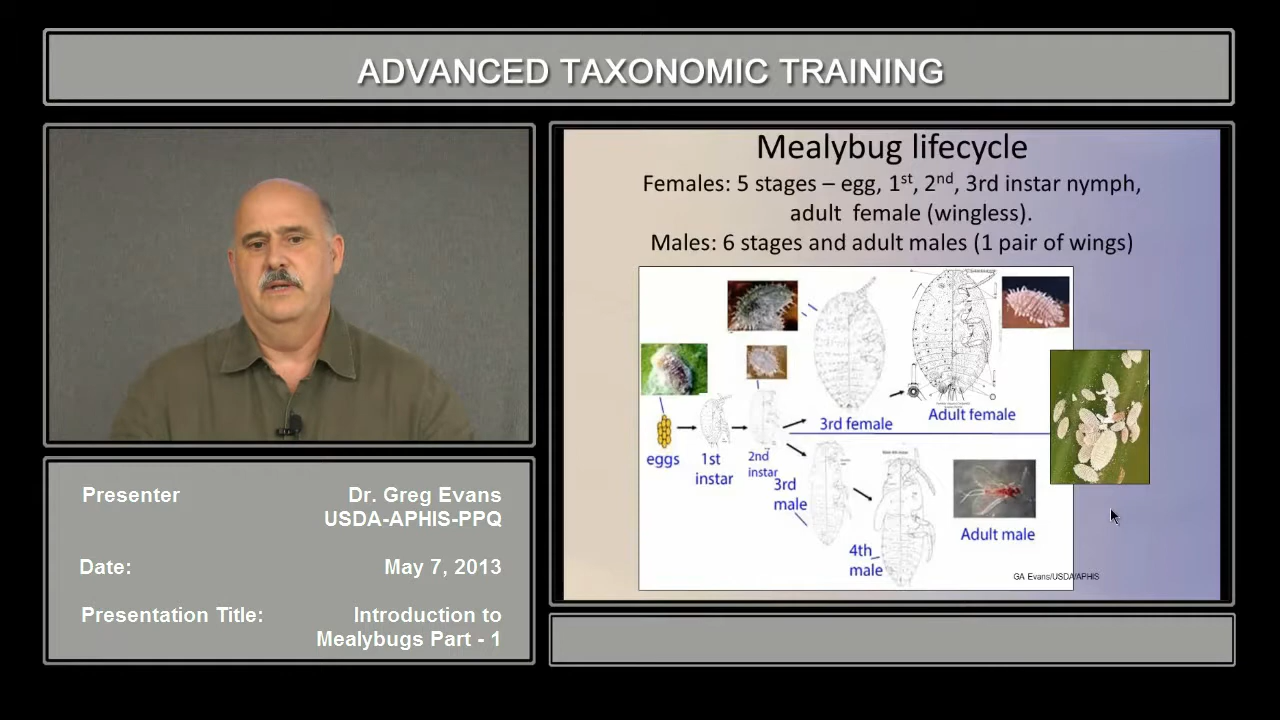 ADVANCED TAXONOMIC TRAINING
Mealybug lifecycle
Females: 5 stages – egg, 1st, 2nd, 3rd instar nymph,
adult female (wingless).
Males: 6 stages and adult males (1 pair of wings)
3rd female
Adult female
eggs
1st
instar
2nd
instar
3rd
male
4th
male
Adult male
GA Evans/USDA/APHIS
Presenter Dr. Greg Evans
USDA-APHIS-PPQ
Date: May 7, 2013
Presentation Title: Introduction to
Mealybugs Part - 1